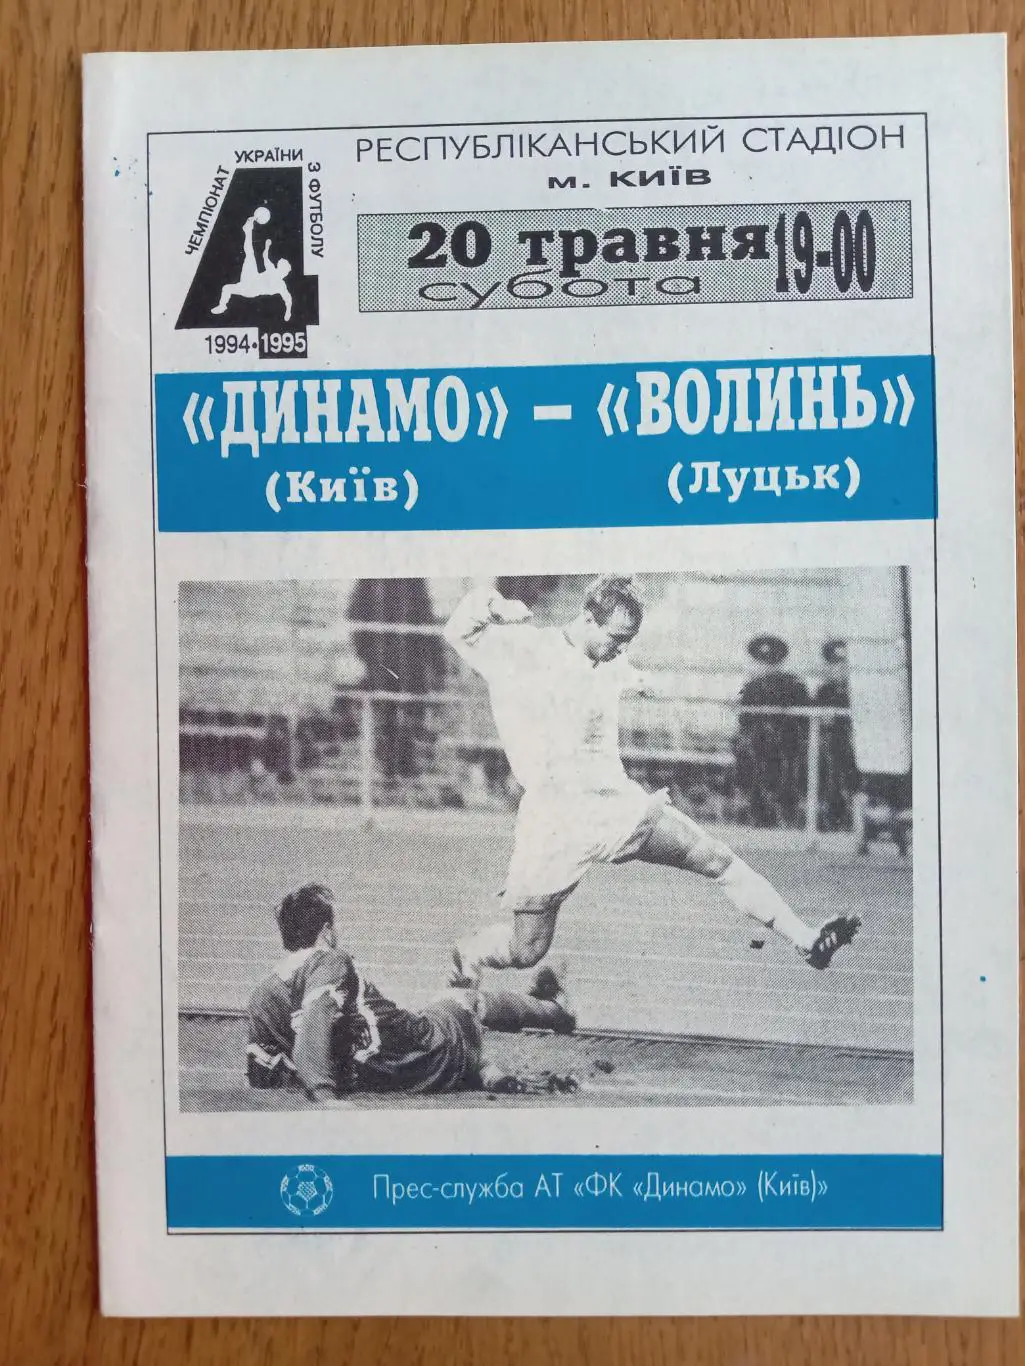 ЧЕМПІОНАТ УКРАЇНИ З ФУТБОЛУ
1994•1995
РЕСПУБЛІКАНСЬКИЙ СТАДІОН
м. КИЇВ
20 травня 19-00
субота
«ДИНАМО» – «ВОЛИНЬ»
(Київ) (Луцьк)
Прес-служба АТ «ФК «Динамо» (Київ)»